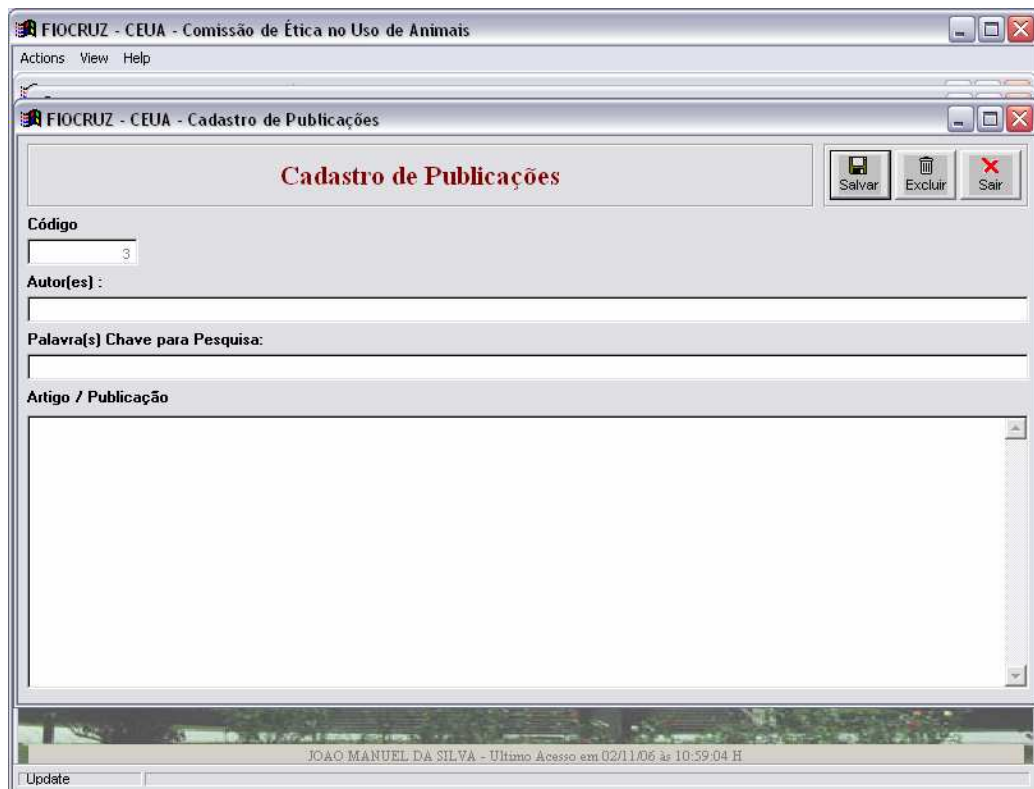 FIOCRUZ - CEUA - Comissão de Ética no Uso de Animais
Actions View Help
FIOCRUZ - CEUA - Cadastro de Publicações
Cadastro de Publicações
Salvar Excluir Sair
Código
3
Autor(es) :
Palavra(s) Chave para Pesquisa:
Artigo / Publicação
JOAO MANUEL DA SILVA - Ultimo Acesso em 02/11/06 às 10:59:04 H
Update